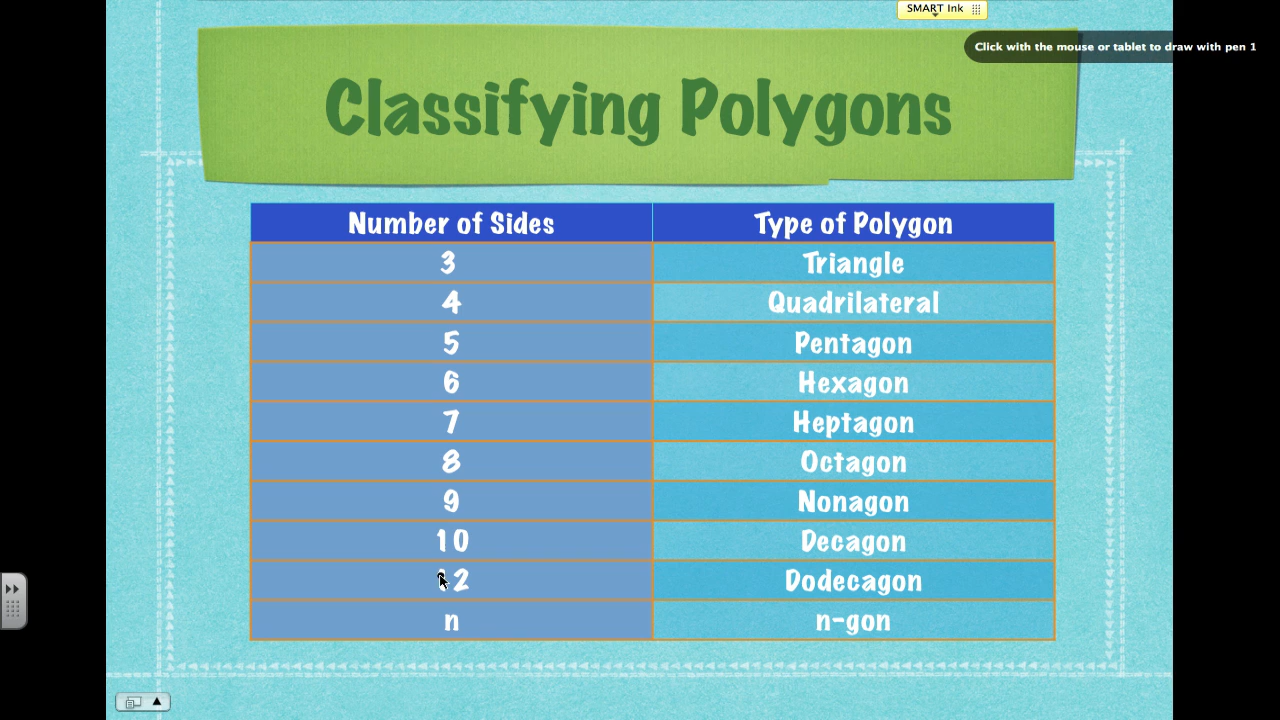 SMART Ink
Click with the mouse or tablet to draw with pen 1
Classifying Polygons
Number of Sides Type of Polygon
3 Triangle
4 Quadrilateral
5 Pentagon
6 Hexagon
7 Heptagon
8 Octagon
9 Nonagon
10 Decagon
12 Dodecagon
n n-gon